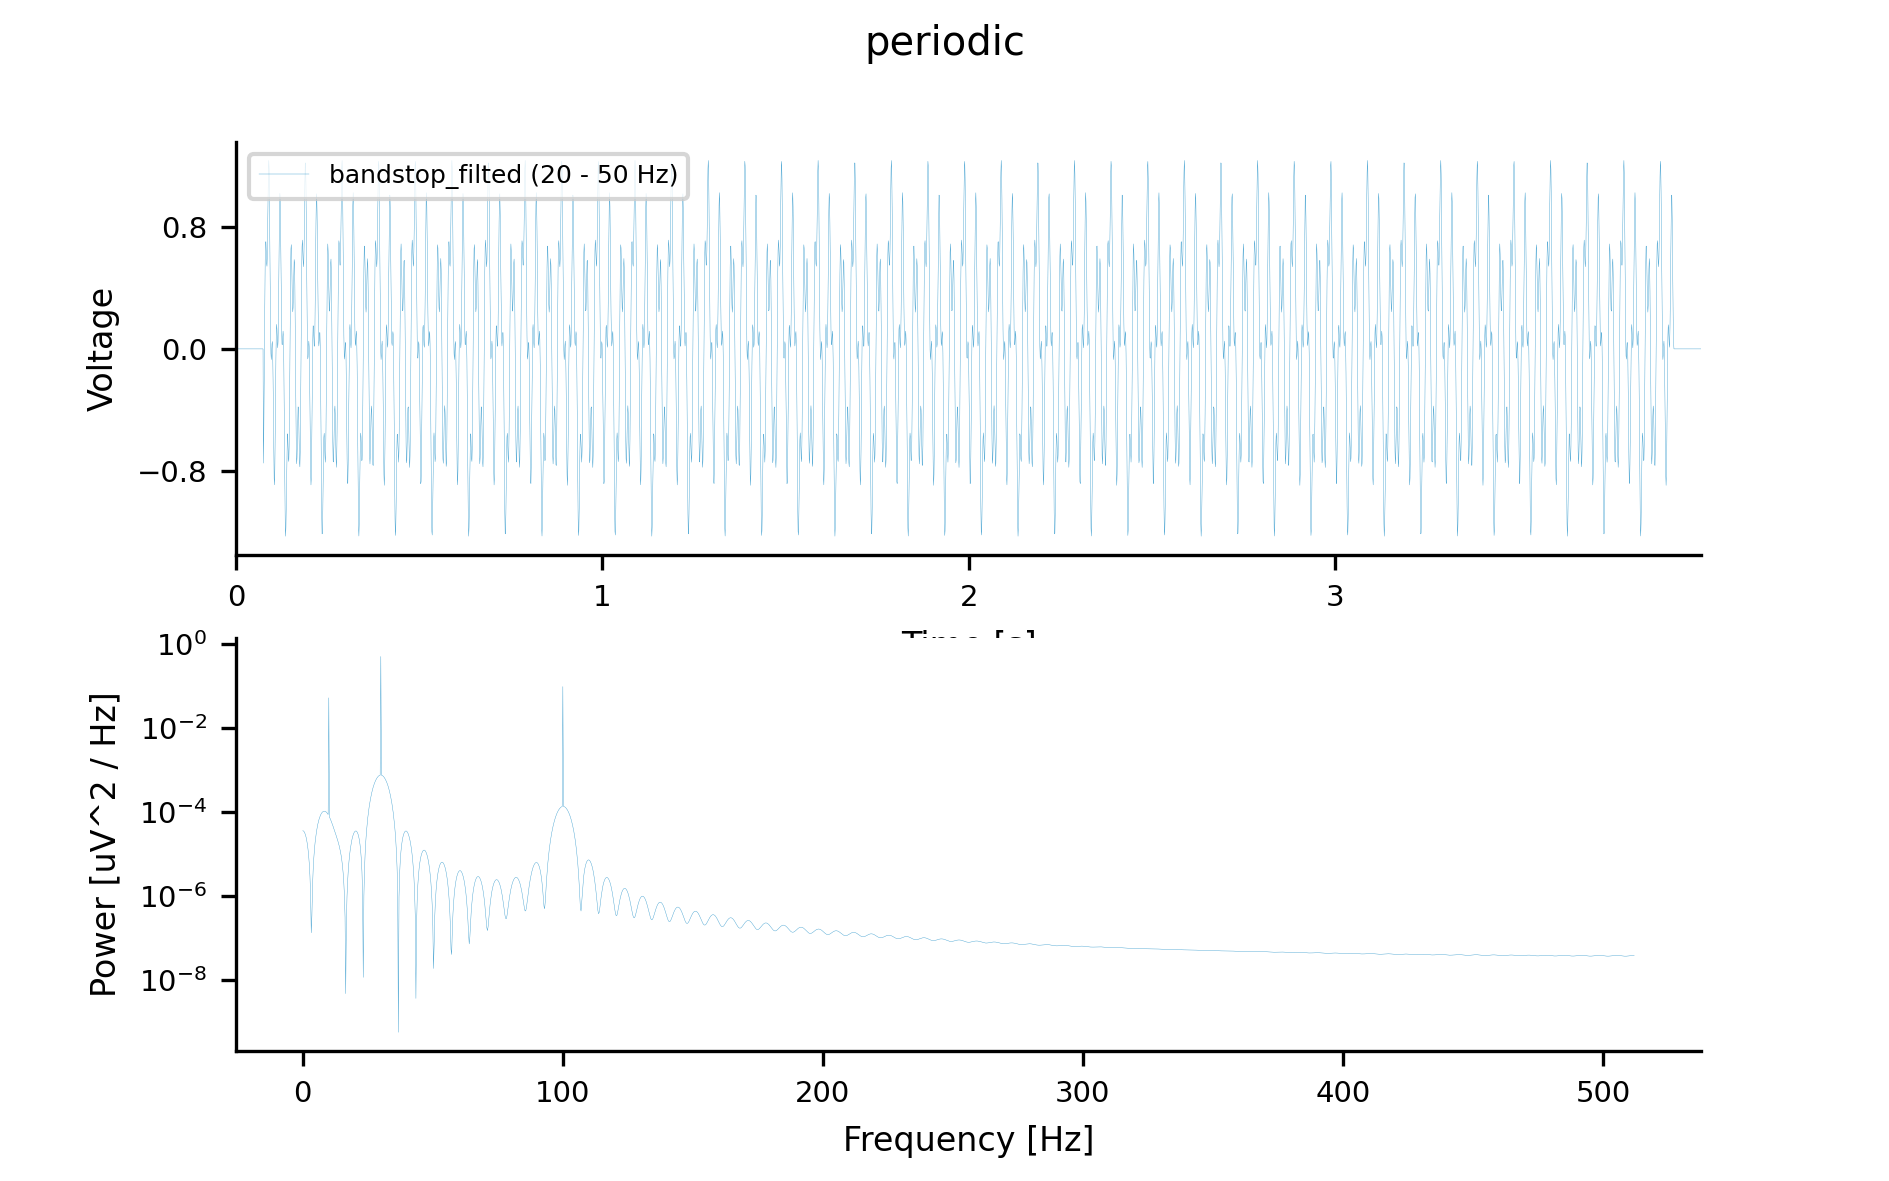 periodic
bandstop_filted (20 - 50 Hz)
Voltage
0.8
0.0
−0.8
0 1 2 3
Time [s]
Power [uV^2 / Hz]
10^0
10^−2
10^−4
10^−6
10^−8
0 100 200 300 400 500
Frequency [Hz]